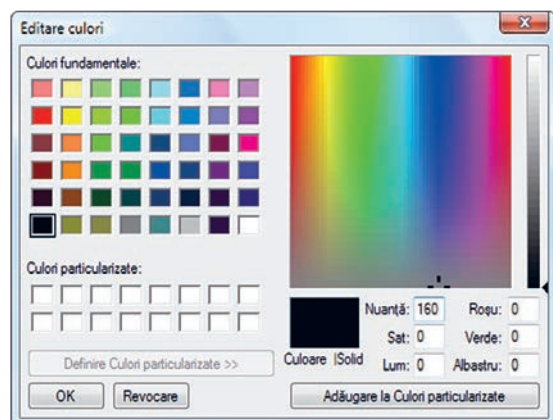 Editare culori
Culori fundamentale:
Culori particularizate:
Definire Culori particularizate >>
OK
Revocare
Culoare |Solid
Nuanță: 160
Sat: 0
Lum: 0
Roșu: 0
Verde: 0
Albastru: 0
Adăugare la Culori particularizate